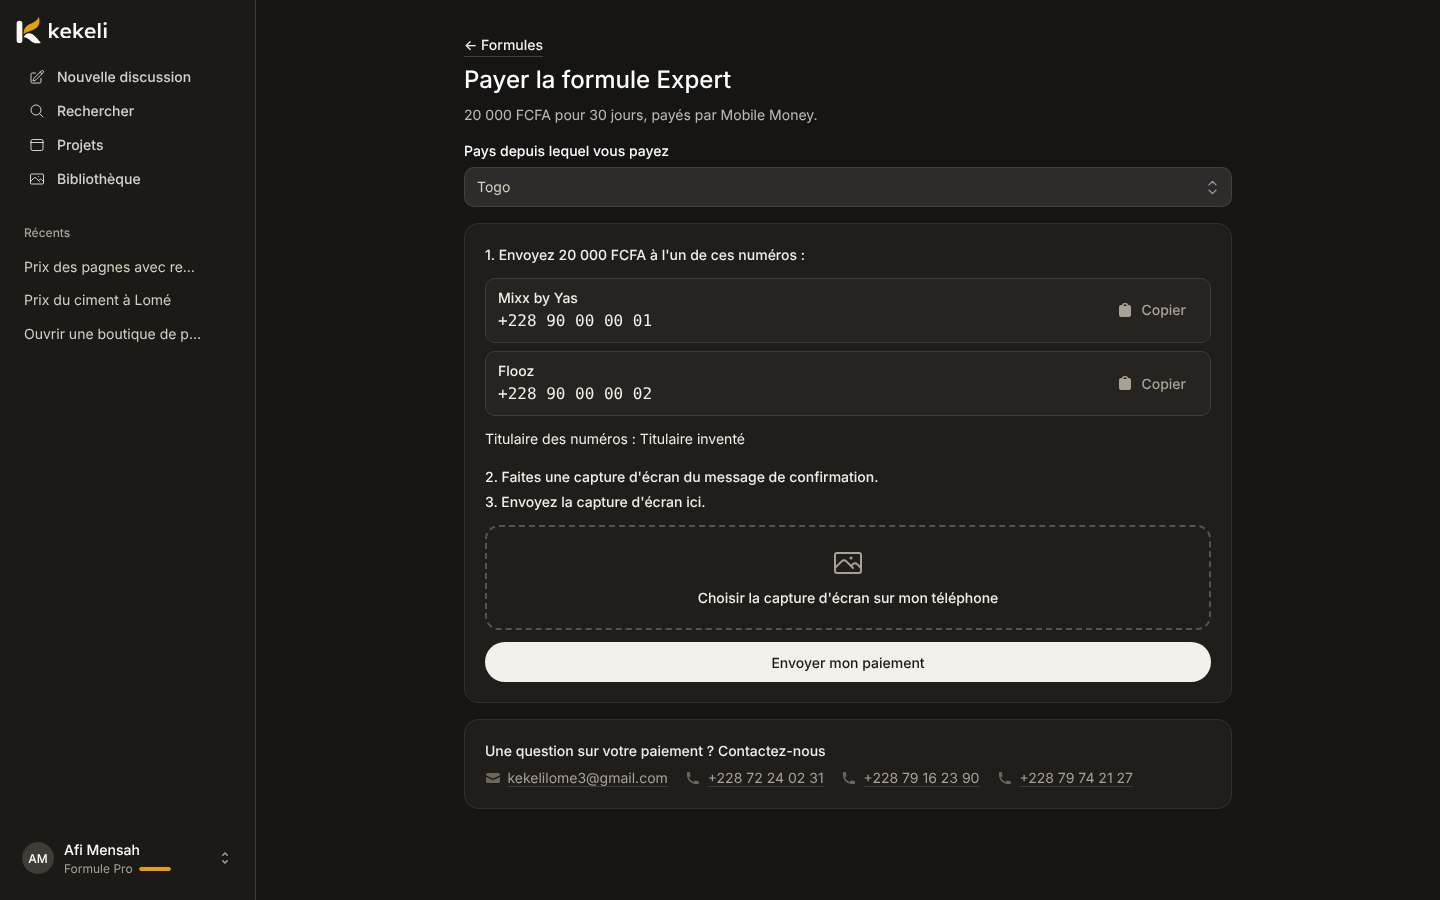 kekeli
Nouvelle discussion
Rechercher
Projets
Bibliothèque
Récents
Prix des pagnes avec re...
Prix du ciment à Lomé
Ouvrir une boutique de p...
AM
Afi Mensah
Formule Pro
← Formules
Payer la formule Expert
20 000 FCFA pour 30 jours, payés par Mobile Money.
Pays depuis lequel vous payez
Togo
1. Envoyez 20 000 FCFA à l'un de ces numéros :
Mixx by Yas
+228 90 00 00 01
Copier
Flooz
+228 90 00 00 02
Copier
Titulaire des numéros : Titulaire inventé
2. Faites une capture d'écran du message de confirmation.
3. Envoyez la capture d'écran ici.
Choisir la capture d'écran sur mon téléphone
Envoyer mon paiement
Une question sur votre paiement ? Contactez-nous
kekelilome3@gmail.com +228 72 24 02 31 +228 79 16 23 90 +228 79 74 21 27